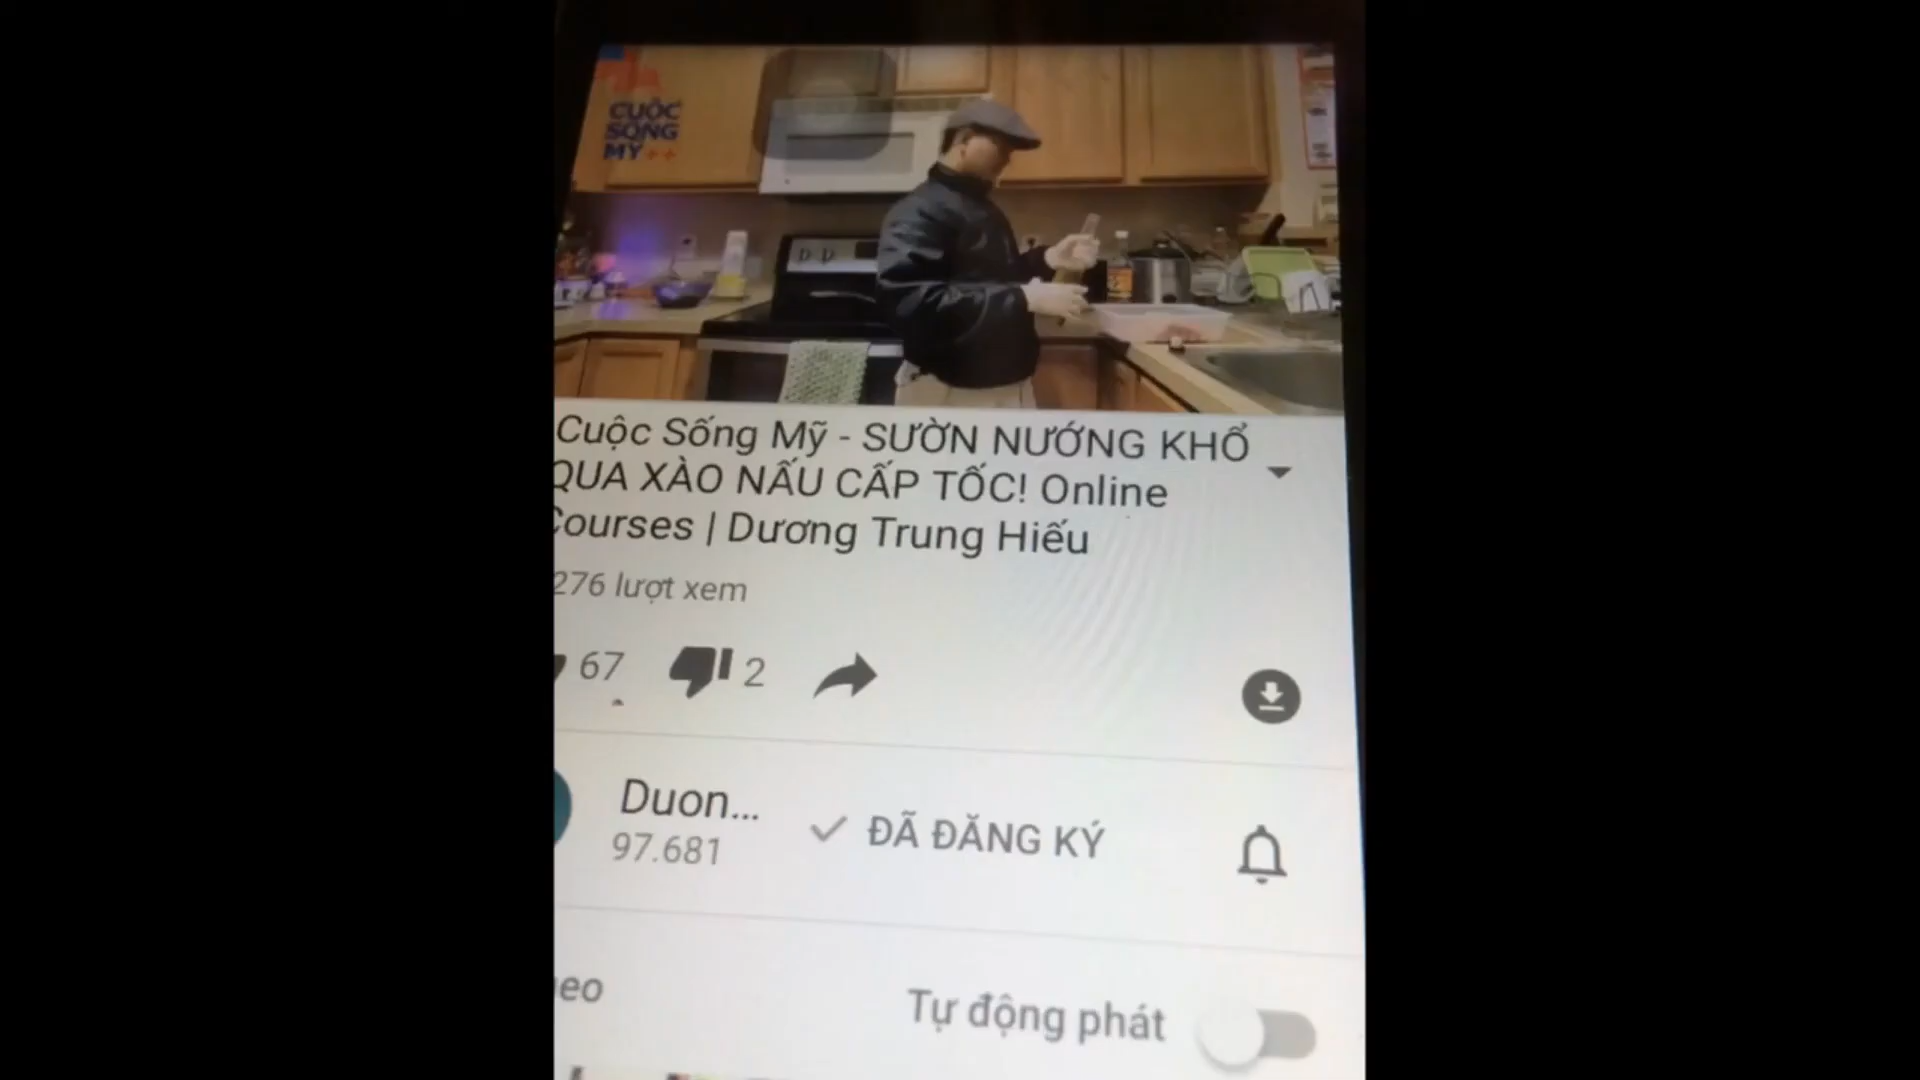 CUỘC
SỐNG
MỸ++
Cuộc Sống Mỹ - SƯỜN NƯỚNG KHỔ
QUA XÀO NẤU CẤP TỐC! Online
Courses | Dương Trung Hiếu
276 lượt xem
67
2
Duon...
97.681
ĐÃ ĐĂNG KÝ
eo
Tự động phát